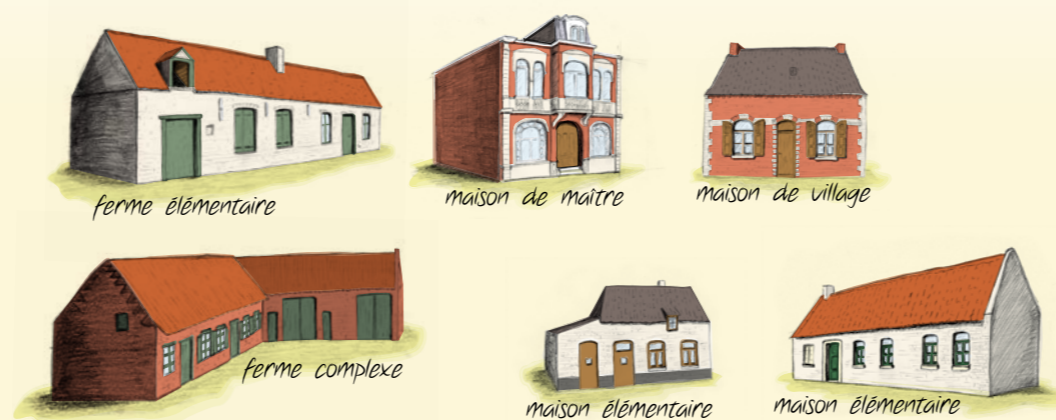 ferme élémentaire
maison de maître
maison de village
ferme complexe
maison élémentaire
maison élémentaire